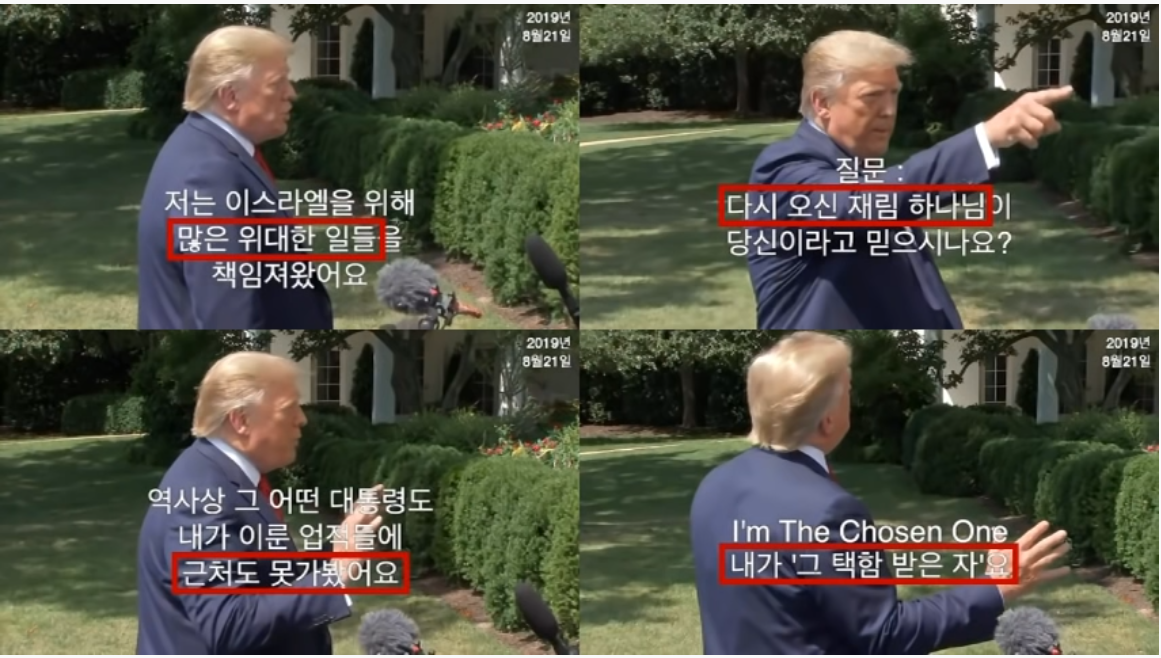 2019년
8월21일
저는 이스라엘을 위해
많은 위대한 일들을
책임져왔어요
2019년
8월21일
질문 :
다시 오신 재림 하나님이
당신이라고 믿으시나요?
2019년
8월21일
역사상 그 어떤 대통령도
내가 이룬 업적들에
근처도 못가봤어요
2019년
8월21일
I'm The Chosen One
내가 '그 택함 받은 자'요